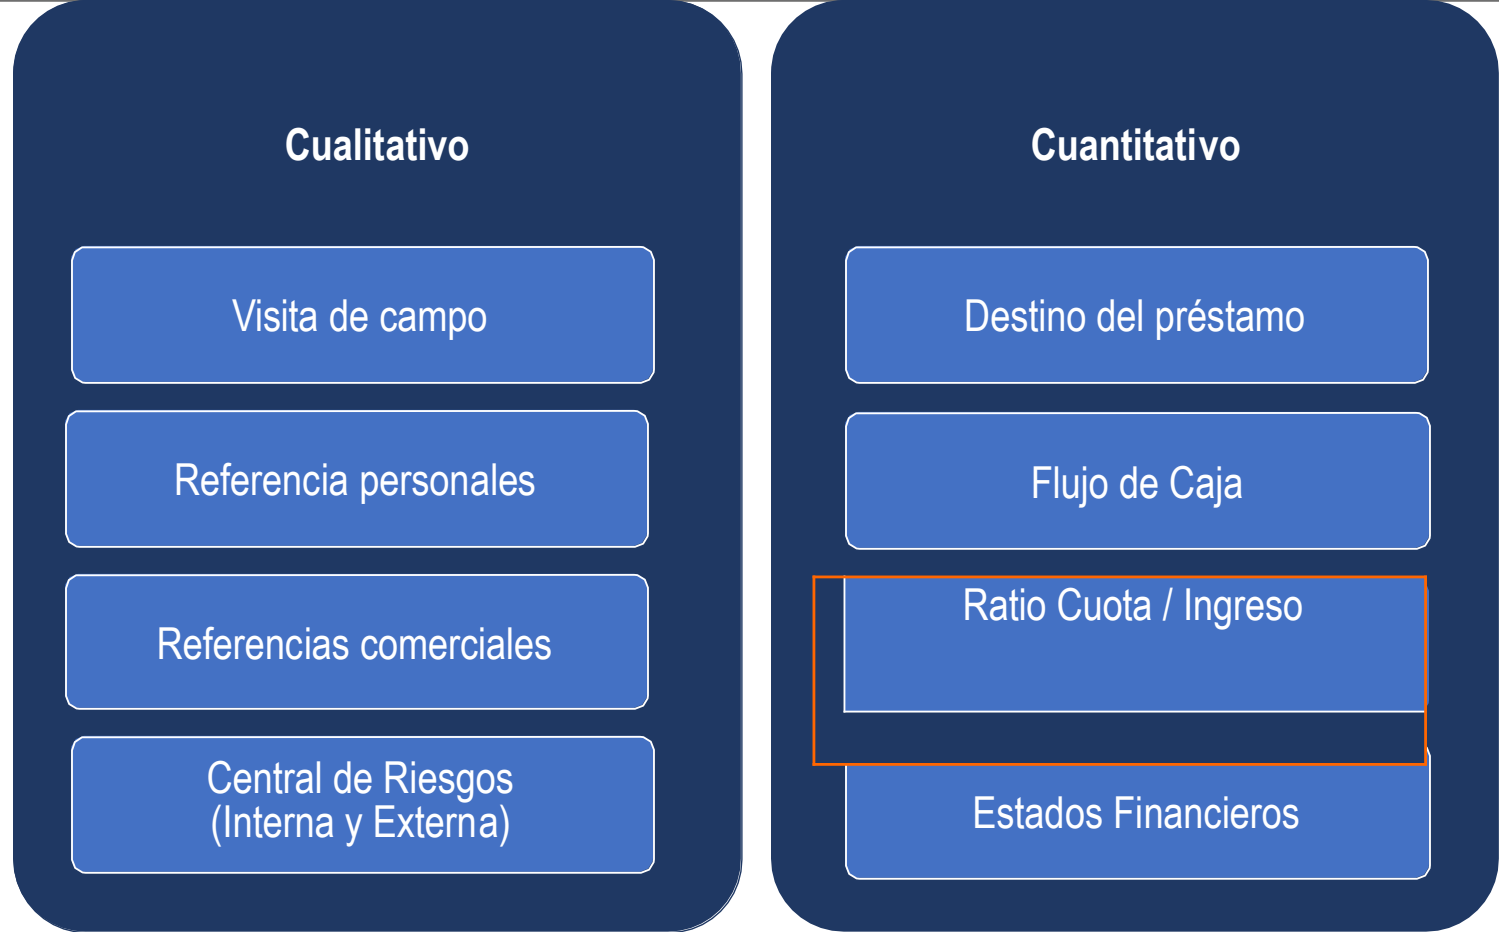 Cualitativo
Visita de campo
Referencia personales
Referencias comerciales
Central de Riesgos
(Interna y Externa)
Cuantitativo
Destino del préstamo
Flujo de Caja
Ratio Cuota / Ingreso
Estados Financieros